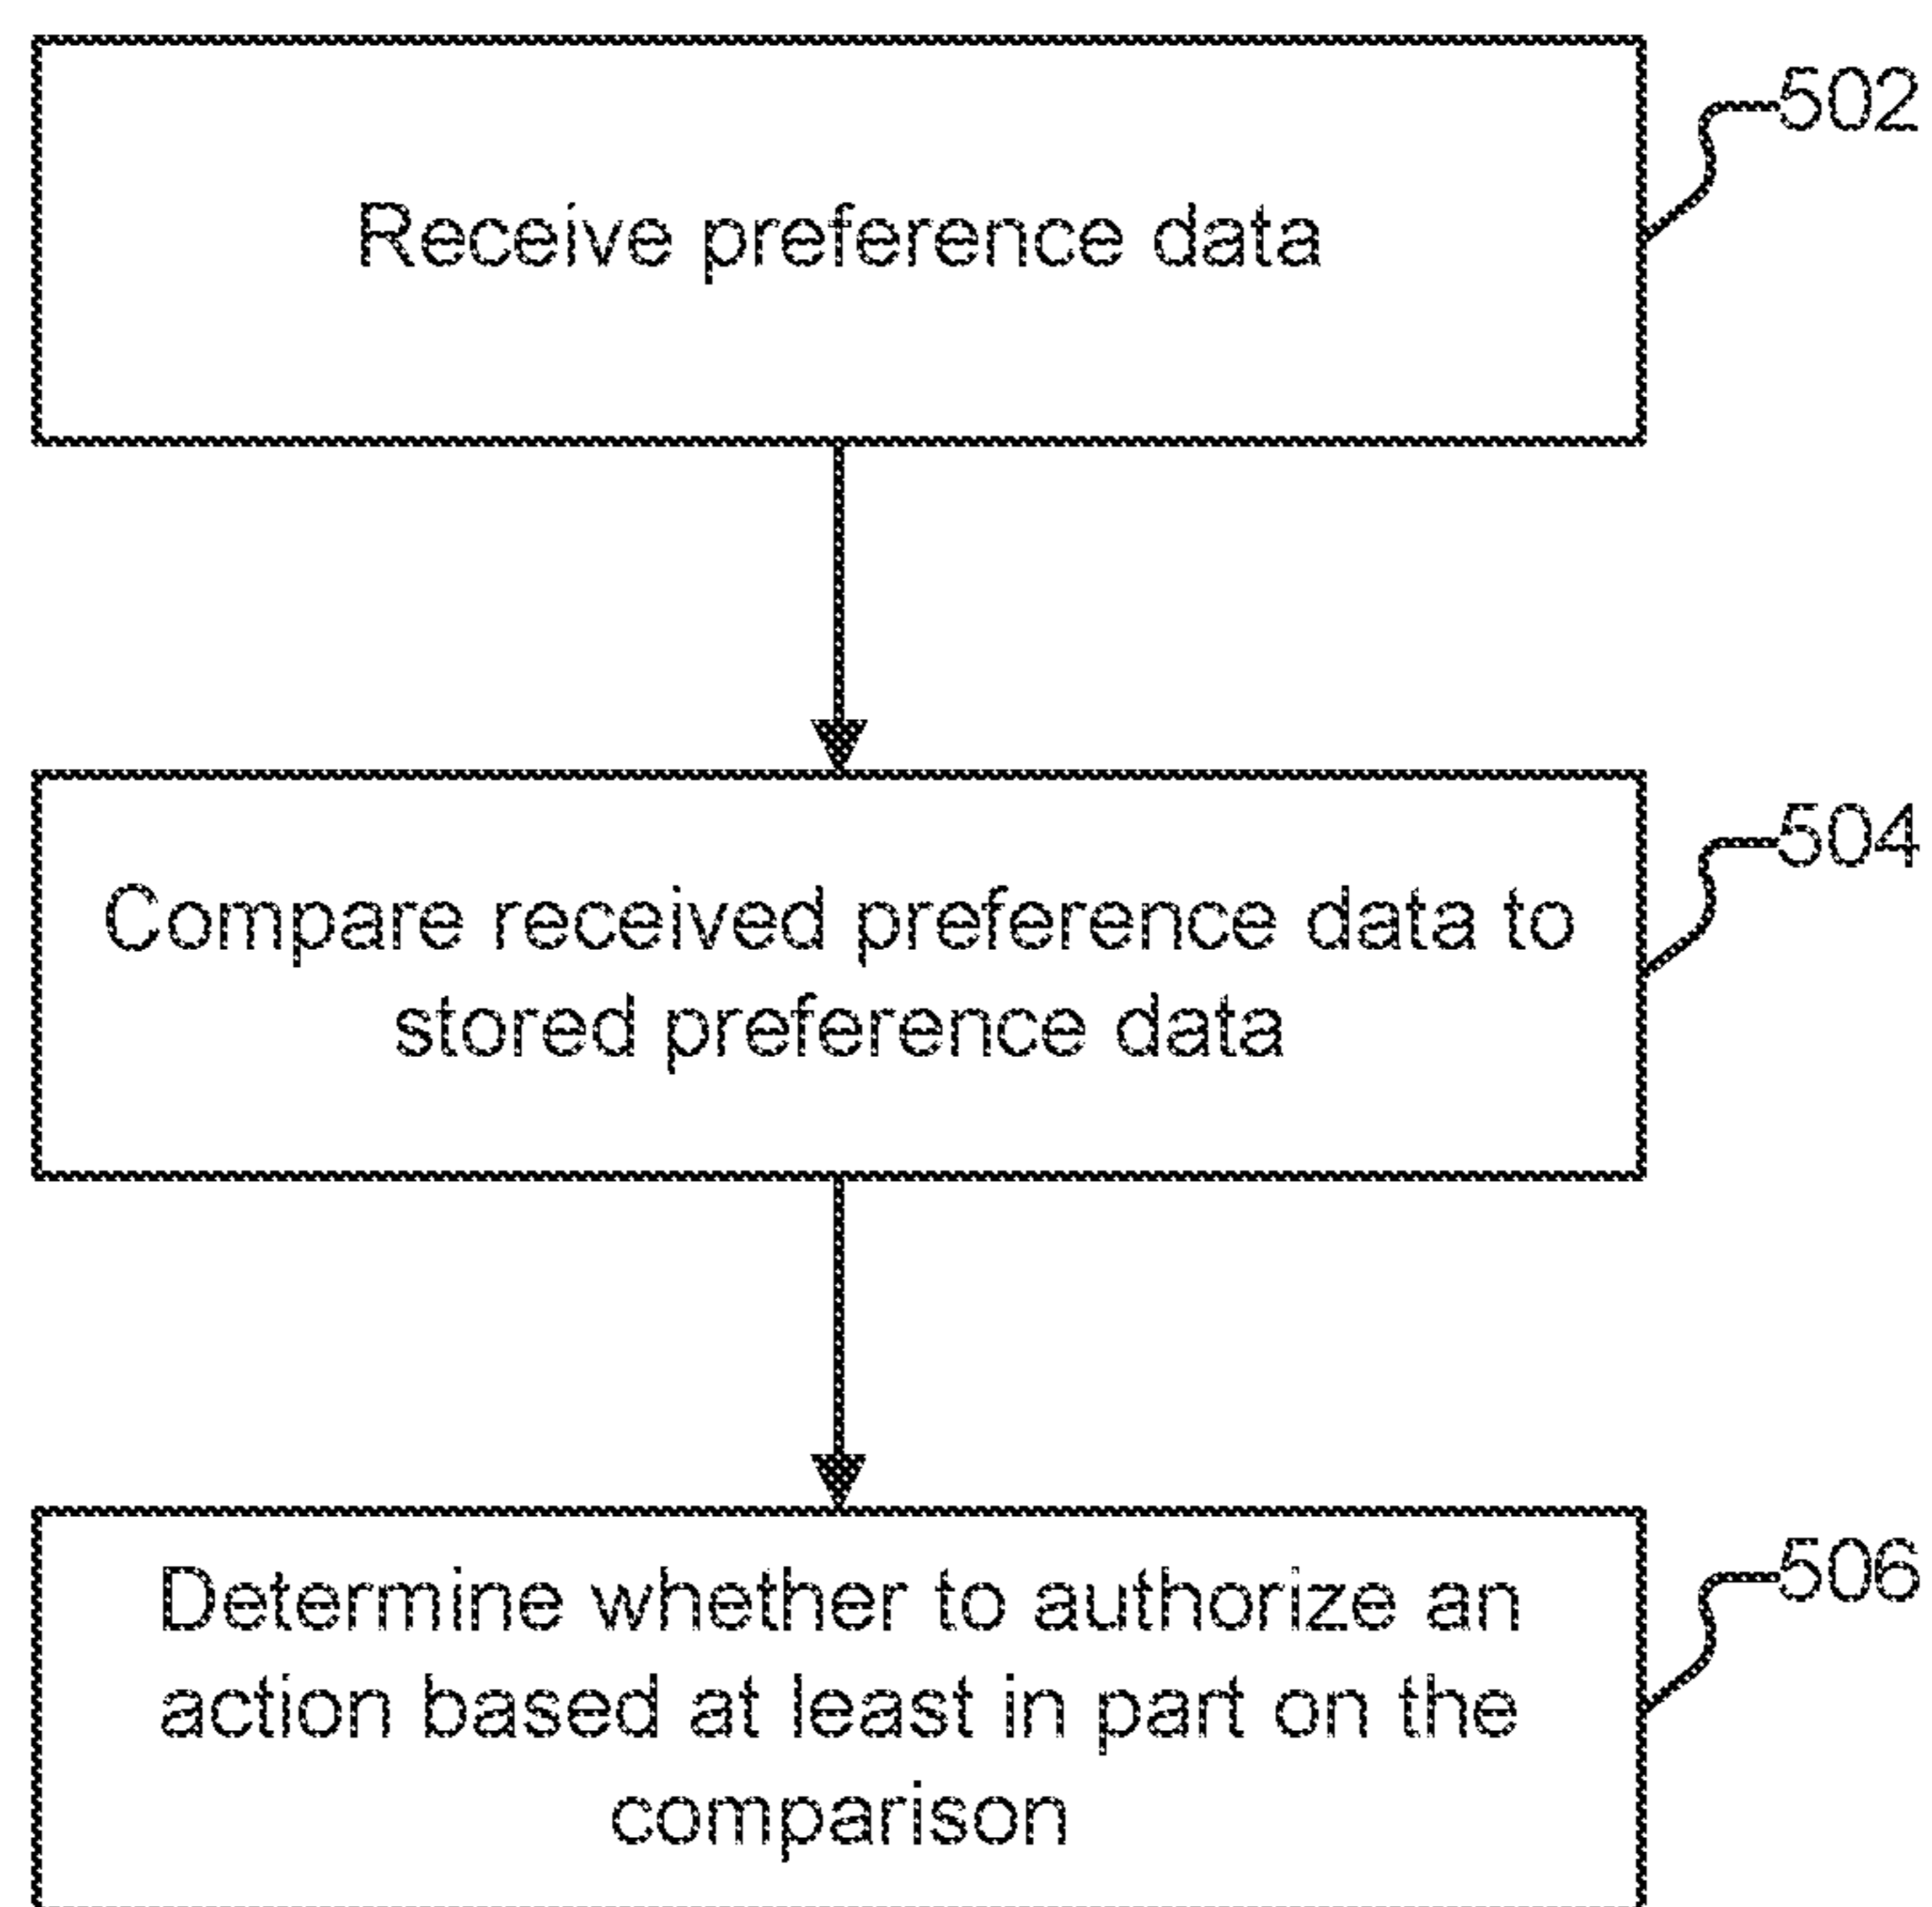 502
Receive preference data
504
Compare received preference data to
stored preference data
506
Determine whether to authorize an
action based at least in part on the
comparison